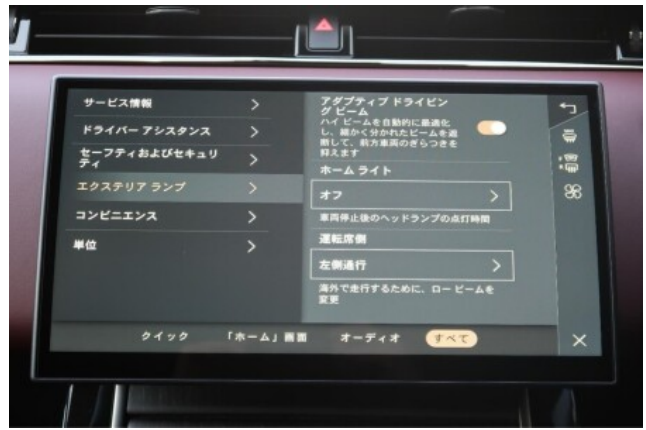 サービス情報
ドライバー アシスタンス
セーフティおよびセキュリ
ティ
エクステリア ランプ
コンビニエンス
単位
アダプティブ ドライビン
グ ビーム
ハイ ビームを自動的に最適化
し、細かく分かれたビームを遮
断して、前方車両のぎらつきを
抑えます
ホーム ライト
オフ
車両停止後のヘッドランプの点灯時間
運転席側
左側通行
海外で走行するために、ロー ビームを
変更
クイック 「ホーム」画面 オーディオ すべて